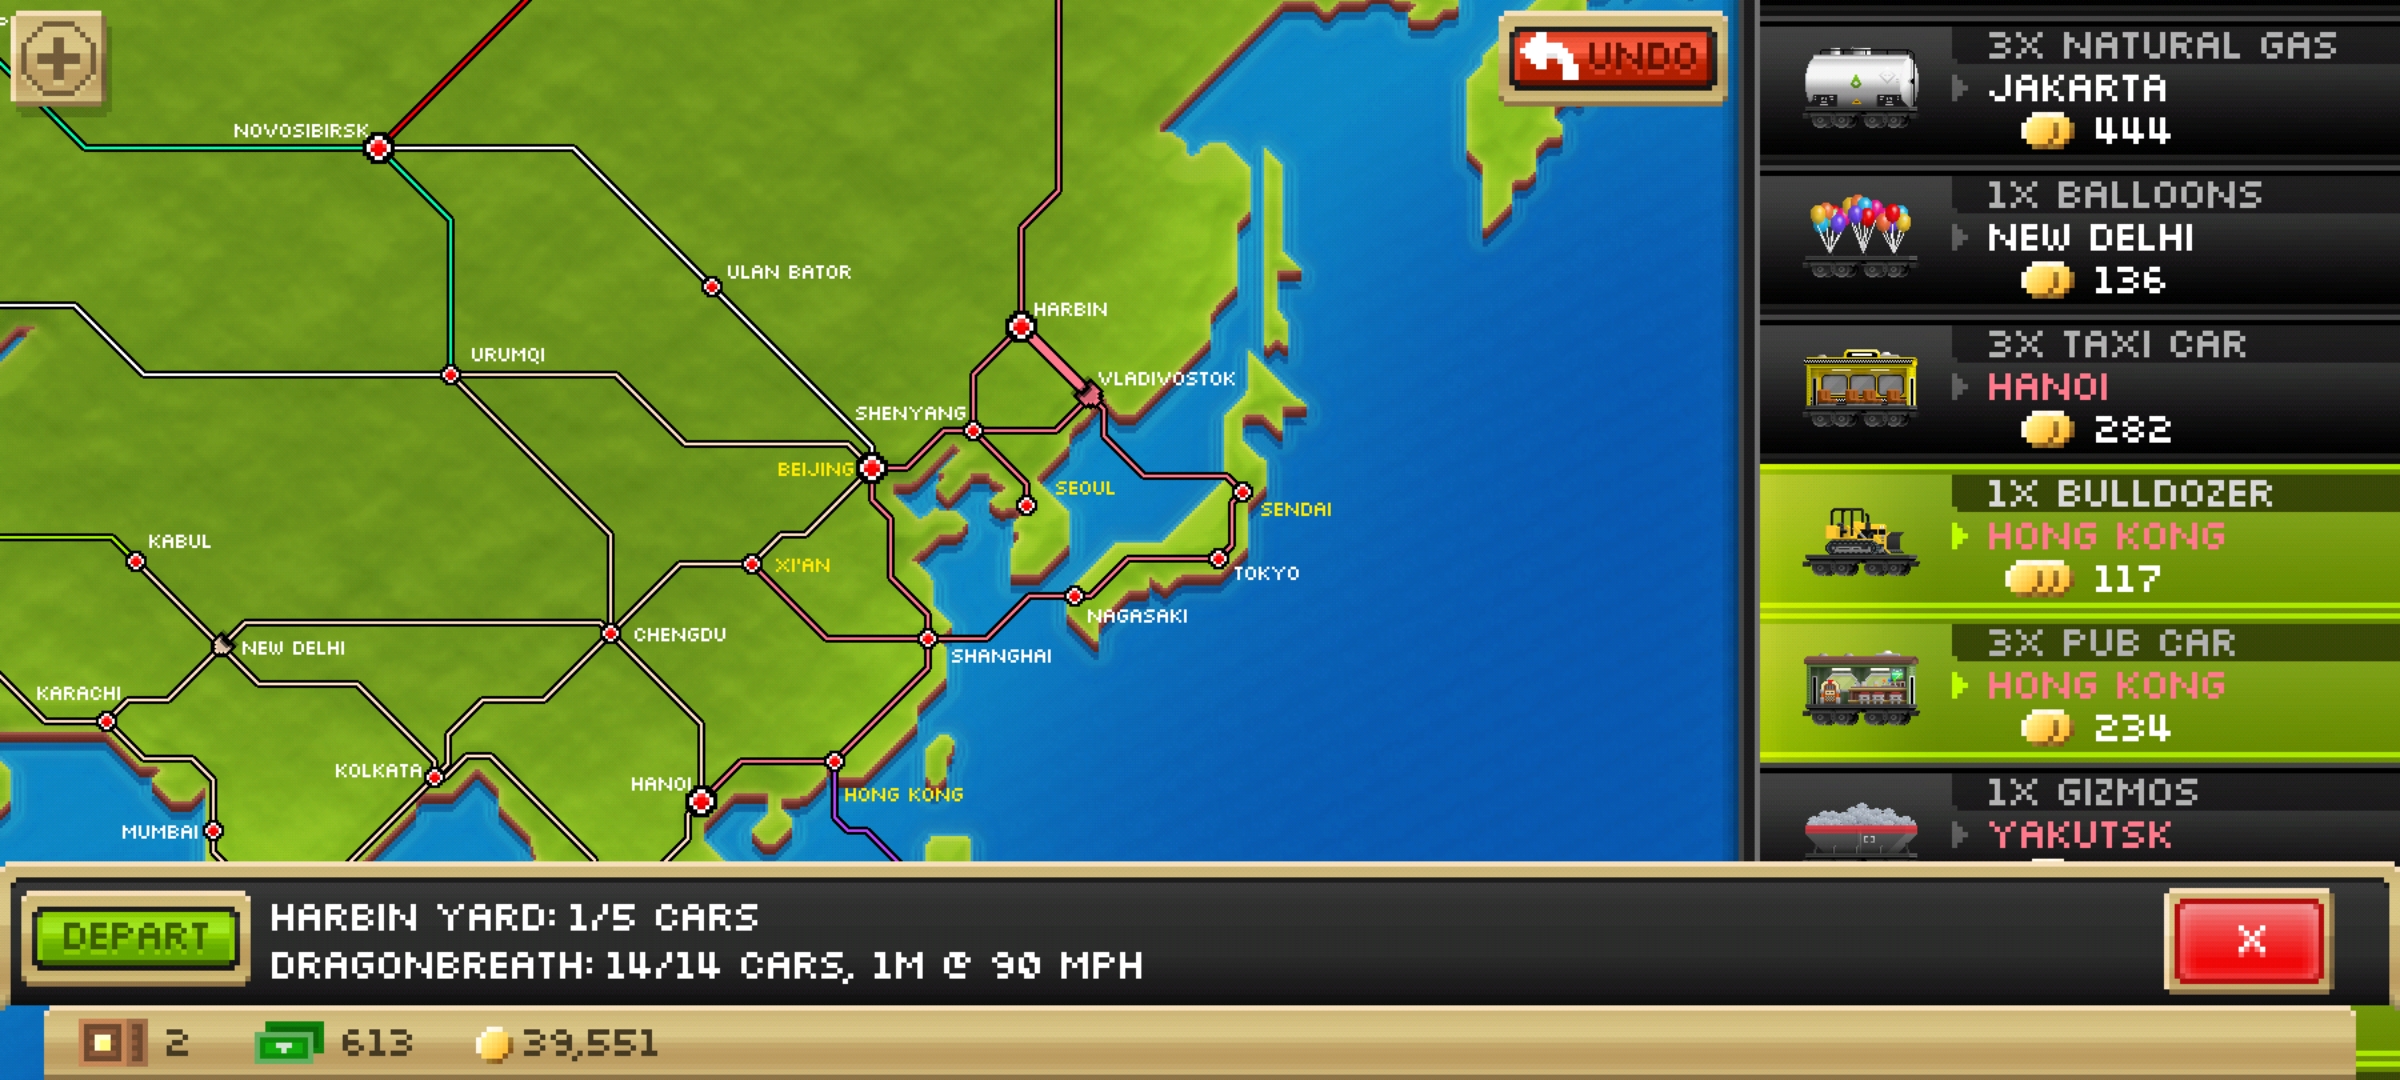 UNDO
NOVOSIBIRSK
ULAN BATOR
HARBIN
URUMQI
VLADIVOSTOK
SHENYANG
BEIJING
SEOUL
SENDAI
KABUL
XI'AN
TOKYO
NAGASAKI
NEW DELHI
CHENGDU
SHANGHAI
KARACHI
KOLKATA
HANOI
HONG KONG
MUMBAI
3X NATURAL GAS
JAKARTA
444
1X BALLOONS
NEW DELHI
136
3X TAXI CAR
HANOI
282
1X BULLDOZER
HONG KONG
117
3X PUB CAR
HONG KONG
234
1X GIZMOS
YAKUTSK
DEPART
HARBIN YARD: 1/5 CARS
DRAGONBREATH: 14/14 CARS, 1M @ 90 MPH
X
2
613
39,551